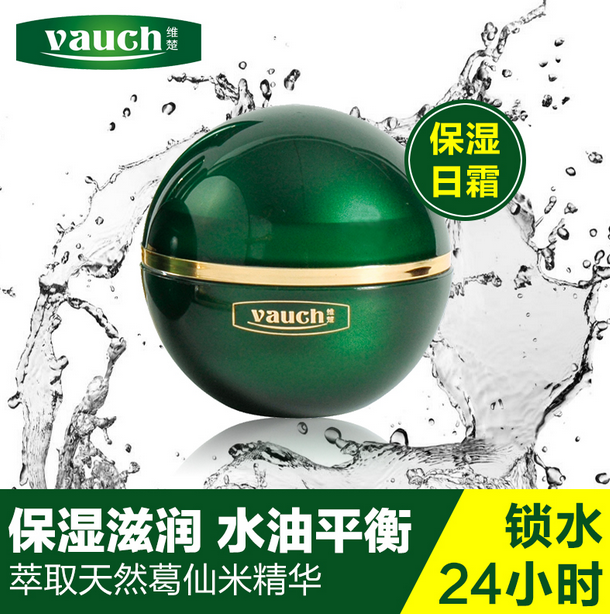 vauch 维楚
保湿
日霜
vauch 维楚
保湿滋润 水油平衡
萃取天然葛仙米精华
锁水
24小时